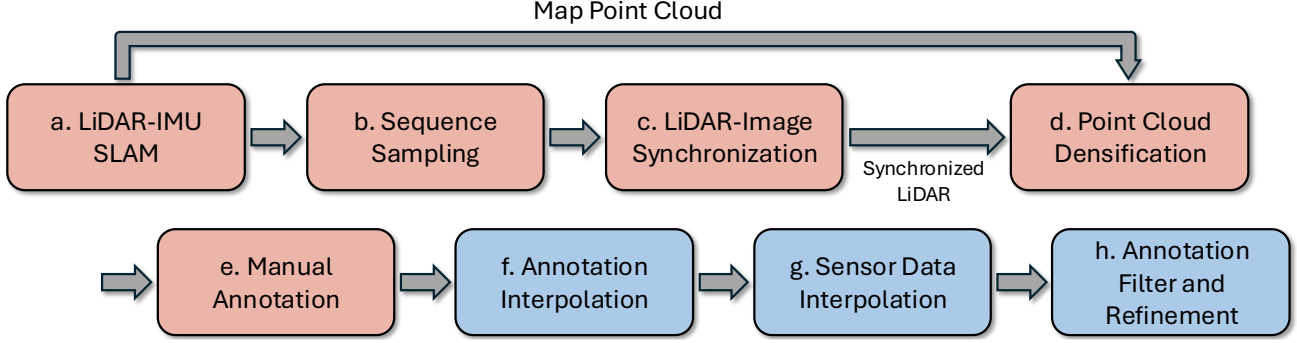 Map Point Cloud
a. LiDAR-IMU
SLAM
b. Sequence
Sampling
c. LiDAR-Image
Synchronization
Synchronized
LiDAR
d. Point Cloud
Densification
e. Manual
Annotation
f. Annotation
Interpolation
g. Sensor Data
Interpolation
h. Annotation
Filter and
Refinement